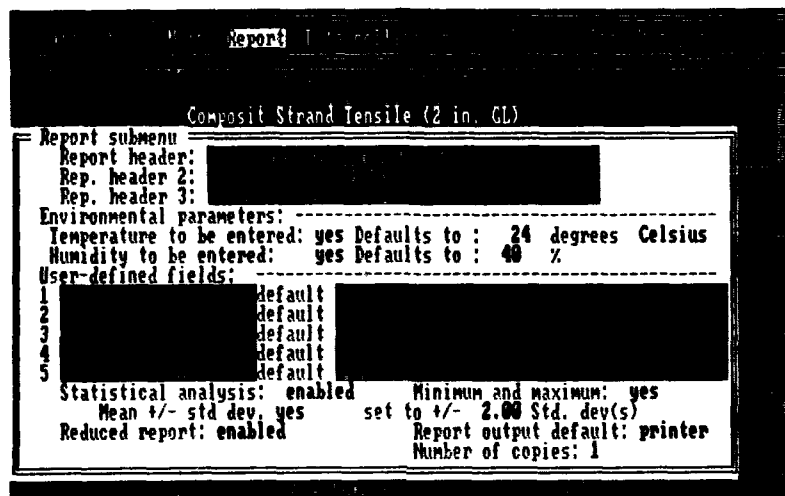 Report
Composit Strand Tensile (2 in. GL)
Report submenu
Report header:
Rep. header 2:
Rep. header 3:
Environmental parameters:
Temperature to be entered: yes Defaults to : 24 degrees Celsius
Humidity to be entered: yes Defaults to : 40 %
User-defined fields:
1 default
2 default
3 default
4 default
5 default
Statistical analysis: enabled Minimum and maximum: yes
Mean +/- std dev. yes set to +/- 2.00 Std. dev(s)
Reduced report: enabled Report output default: printer
Number of copies: 1